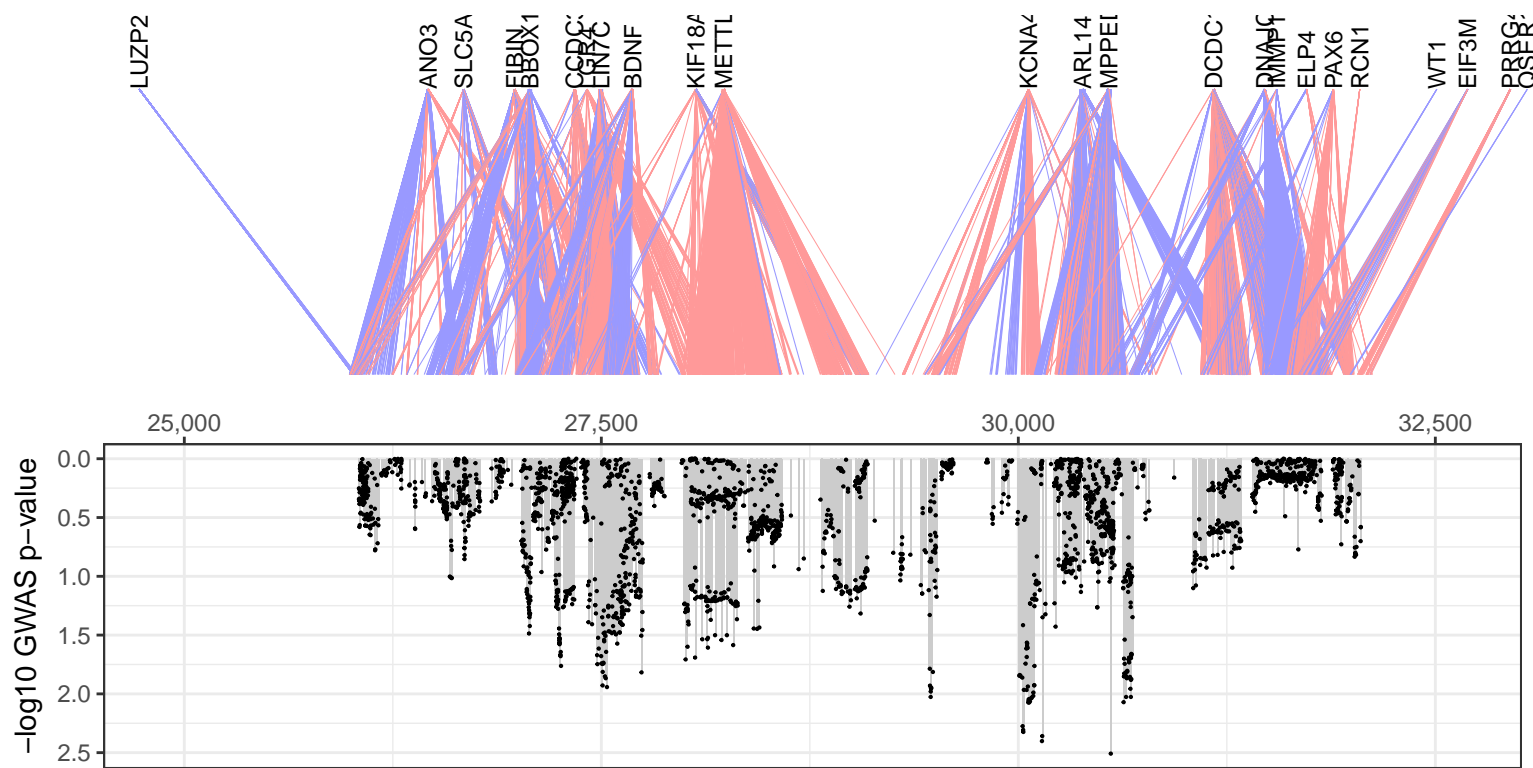 LUZP2
ANO3
SLC5A
FIBIN
BBOX1
LGR4
LIN7C
BDNF
KIF18A
METTL
KCNA4
ARL14
MPPED
DCDC
DNAJC
IMMP1
ELP4
PAX6
RCN1
WT1
EIF3M
PRRG4
25,000 27,500 30,000 32,500
−log10 GWAS p−value
0.0
0.5
1.0
1.5
2.0
2.5